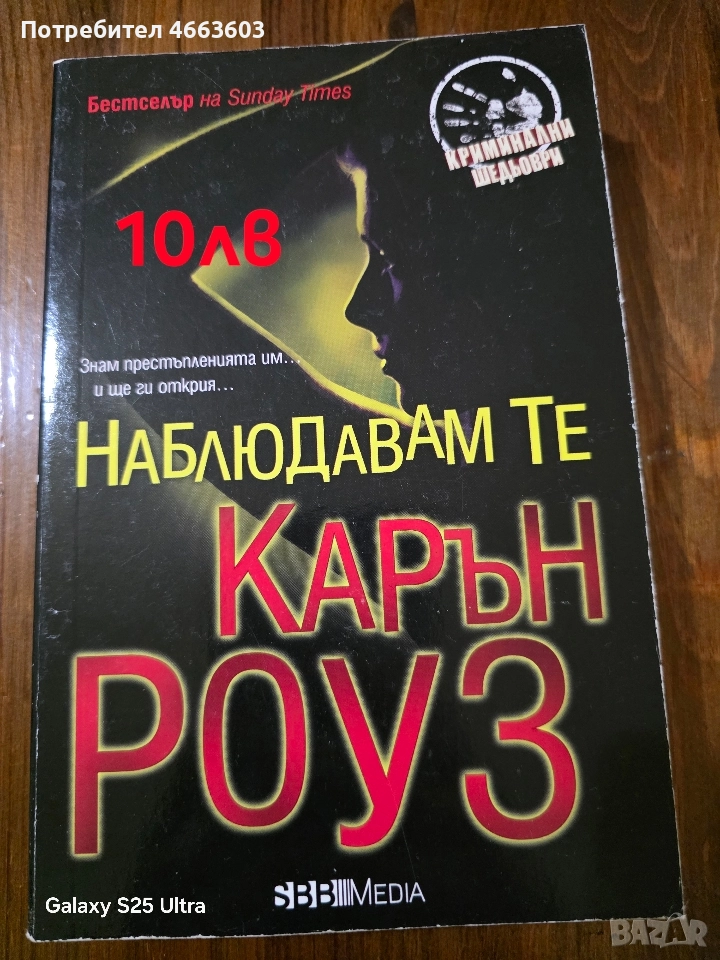 Потребител 4663603
Бестселър на Sunday Times
КРИМИНАЛНИ
ШЕДЬОВРИ
10лв
Знам престъпленията им...
и ще ги открия...
НАБЛЮДАВАМ ТЕ
КАРЪН
РОУЗ
SBB MEDIA
Galaxy S25 Ultra
BAZAR